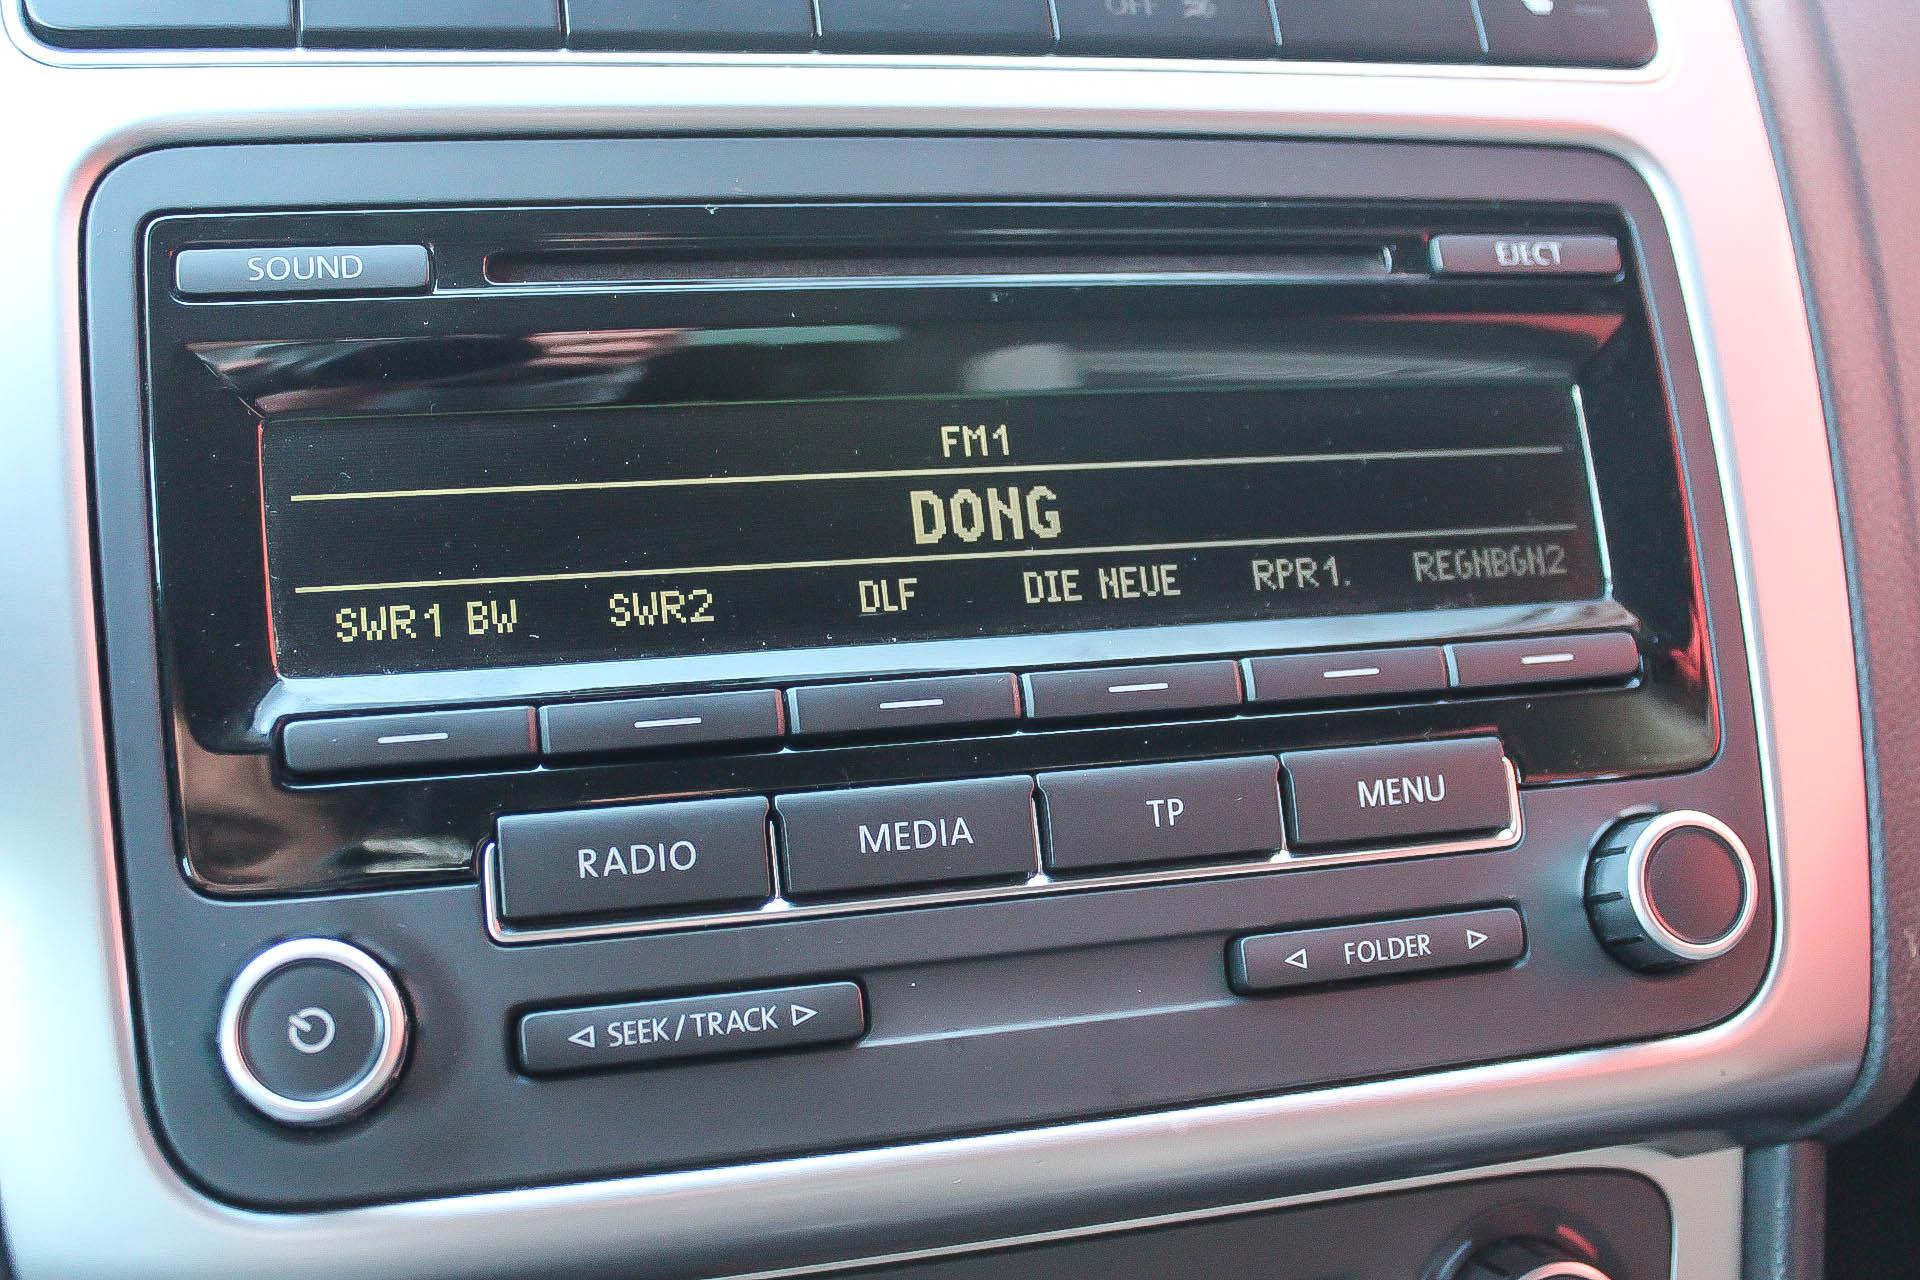 OFF
SOUND
EJECT
FM1
DONG
SWR1 BW SWR2 DLF DIE NEUE RPR1. REGNBGN2
RADIO MEDIA TP MENU
SEEK/TRACK
FOLDER